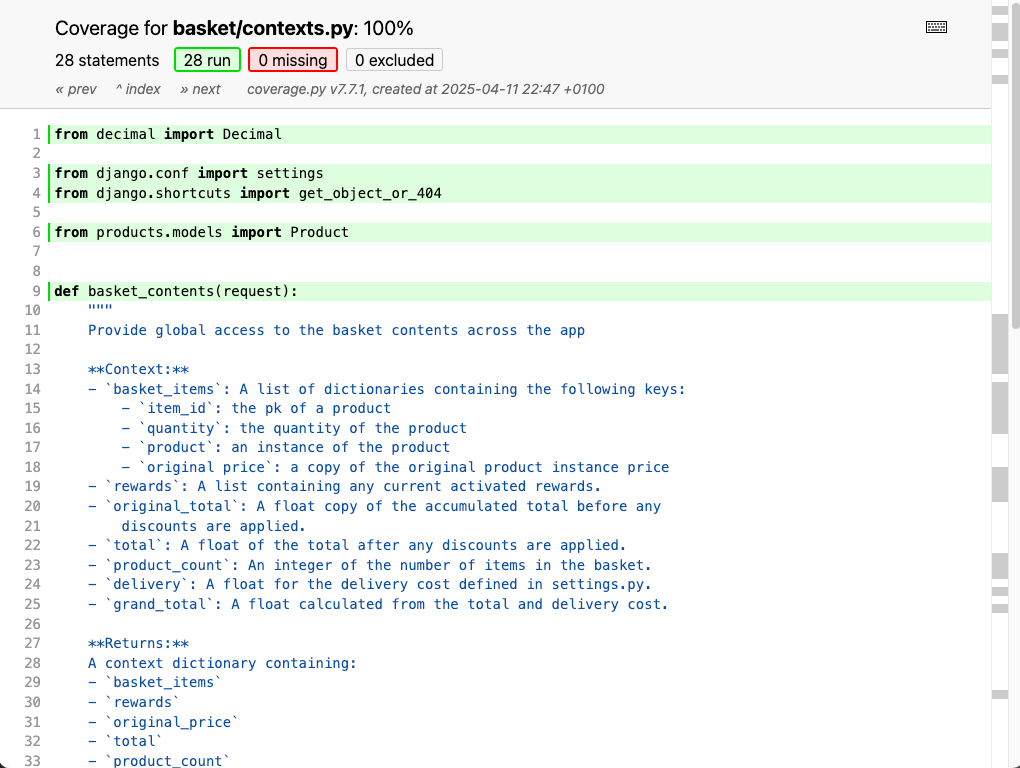 Coverage for basket/contexts.py: 100%
28 statements 28 run 0 missing 0 excluded
« prev ^ index » next coverage.py v7.7.1, created at 2025-04-11 22:47 +0100
1 from decimal import Decimal
2
3 from django.conf import settings
4 from django.shortcuts import get_object_or_404
5
6 from products.models import Product
7
8
9 def basket_contents(request):
10     """
11     Provide global access to the basket contents across the app
12
13     **Context:**
14     - `basket_items`: A list of dictionaries containing the following keys:
15         - `item_id`: the pk of a product
16         - `quantity`: the quantity of the product
17         - `product`: an instance of the product
18         - `original price`: a copy of the original product instance price
19     - `rewards`: A list containing any current activated rewards.
20     - `original_total`: A float copy of the accumulated total before any
21         discounts are applied.
22     - `total`: A float of the total after any discounts are applied.
23     - `product_count`: An integer of the number of items in the basket.
24     - `delivery`: A float for the delivery cost defined in settings.py.
25     - `grand_total`: A float calculated from the total and delivery cost.
26
27     **Returns:**
28     A context dictionary containing:
29     - `basket_items`
30     - `rewards`
31     - `original_price`
32     - `total`
33     - `product_count`